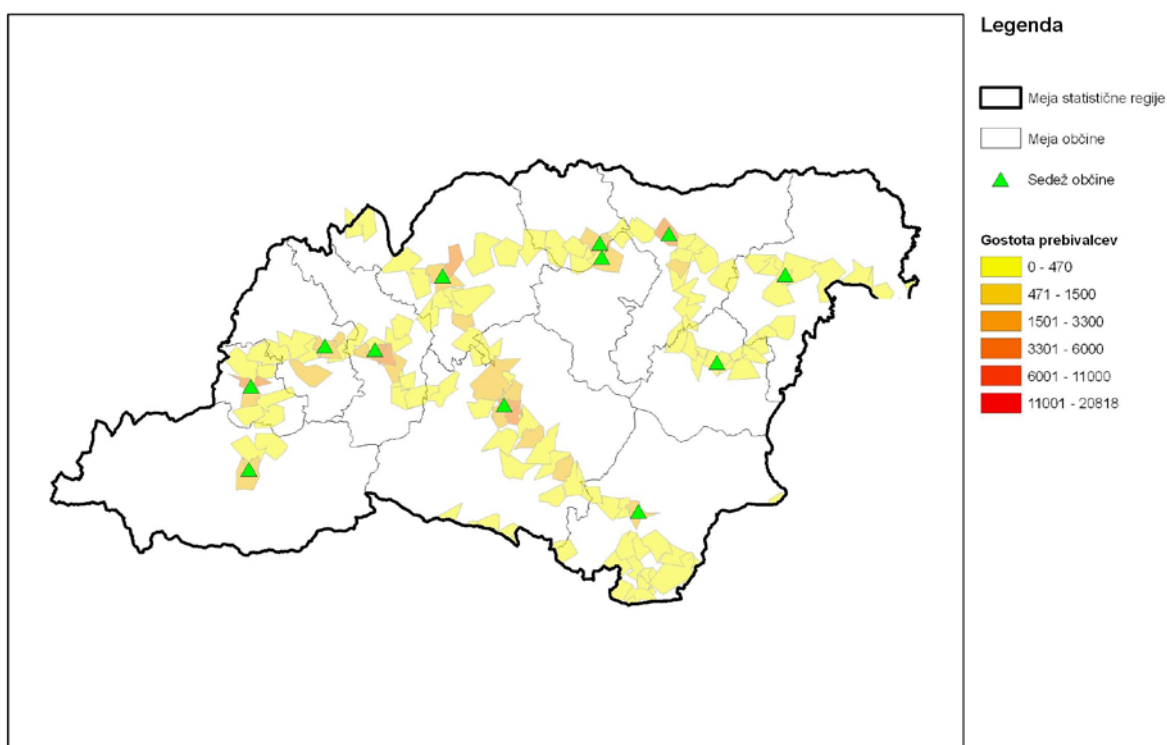 Legenda
Meja statistične regije
Meja občine
Sedež občine
Gostota prebivalcev
0 - 470
471 - 1500
1501 - 3300
3301 - 6000
6001 - 11000
11001 - 20818